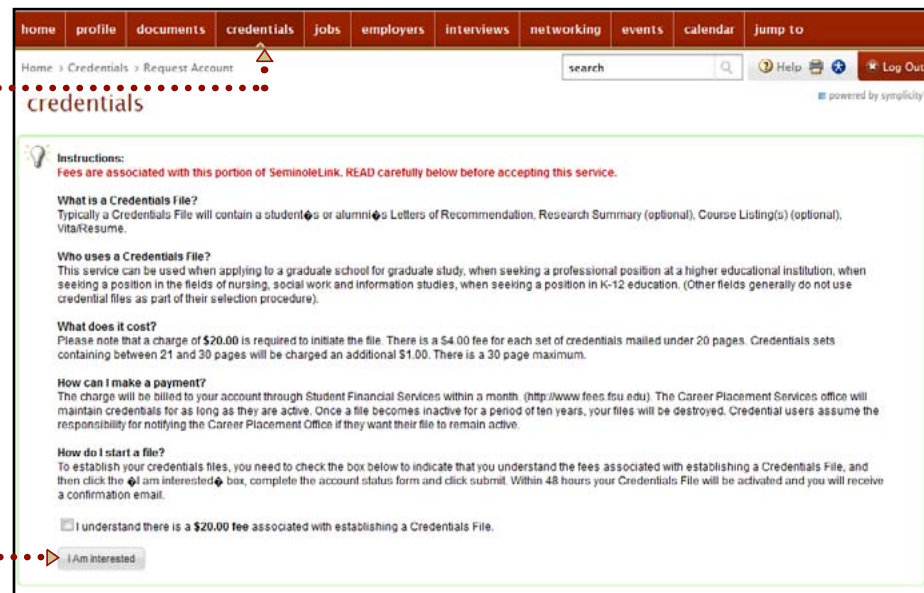 home profile documents credentials jobs employers interviews networking events calendar jump to
Home > Credentials > Request Account
search
Help
Log Out
credentials
powered by symplicity
Instructions:
Fees are associated with this portion of SeminoleLink. READ carefully below before accepting this service.
What is a Credentials File?
Typically a Credentials File will contain a student�s or alumni�s Letters of Recommendation, Research Summary (optional), Course Listing(s) (optional),
Vita/Resume.
Who uses a Credentials File?
This service can be used when applying to a graduate school for graduate study, when seeking a professional position at a higher educational institution, when
seeking a position in the fields of nursing, social work and information studies, when seeking a position in K-12 education. (Other fields generally do not use
credential files as part of their selection procedure).
What does it cost?
Please note that a charge of $20.00 is required to initiate the file. There is a $4.00 fee for each set of credentials mailed under 20 pages. Credentials sets
containing between 21 and 30 pages will be charged an additional $1.00. There is a 30 page maximum.
How can I make a payment?
The charge will be billed to your account through Student Financial Services within a month. (http://www.fees.fsu.edu). The Career Placement Services office will
maintain credentials for as long as they are active. Once a file becomes inactive for a period of ten years, your files will be destroyed. Credential users assume the
responsibility for notifying the Career Placement Office if they want their file to remain active.
How do I start a file?
To establish your credentials files, you need to check the box below to indicate that you understand the fees associated with establishing a Credentials File, and
then click the �I am interested� box, complete the account status form and click submit. Within 48 hours your Credentials File will be activated and you will receive
a confirmation email.
I understand there is a $20.00 fee associated with establishing a Credentials File.
I Am Interested